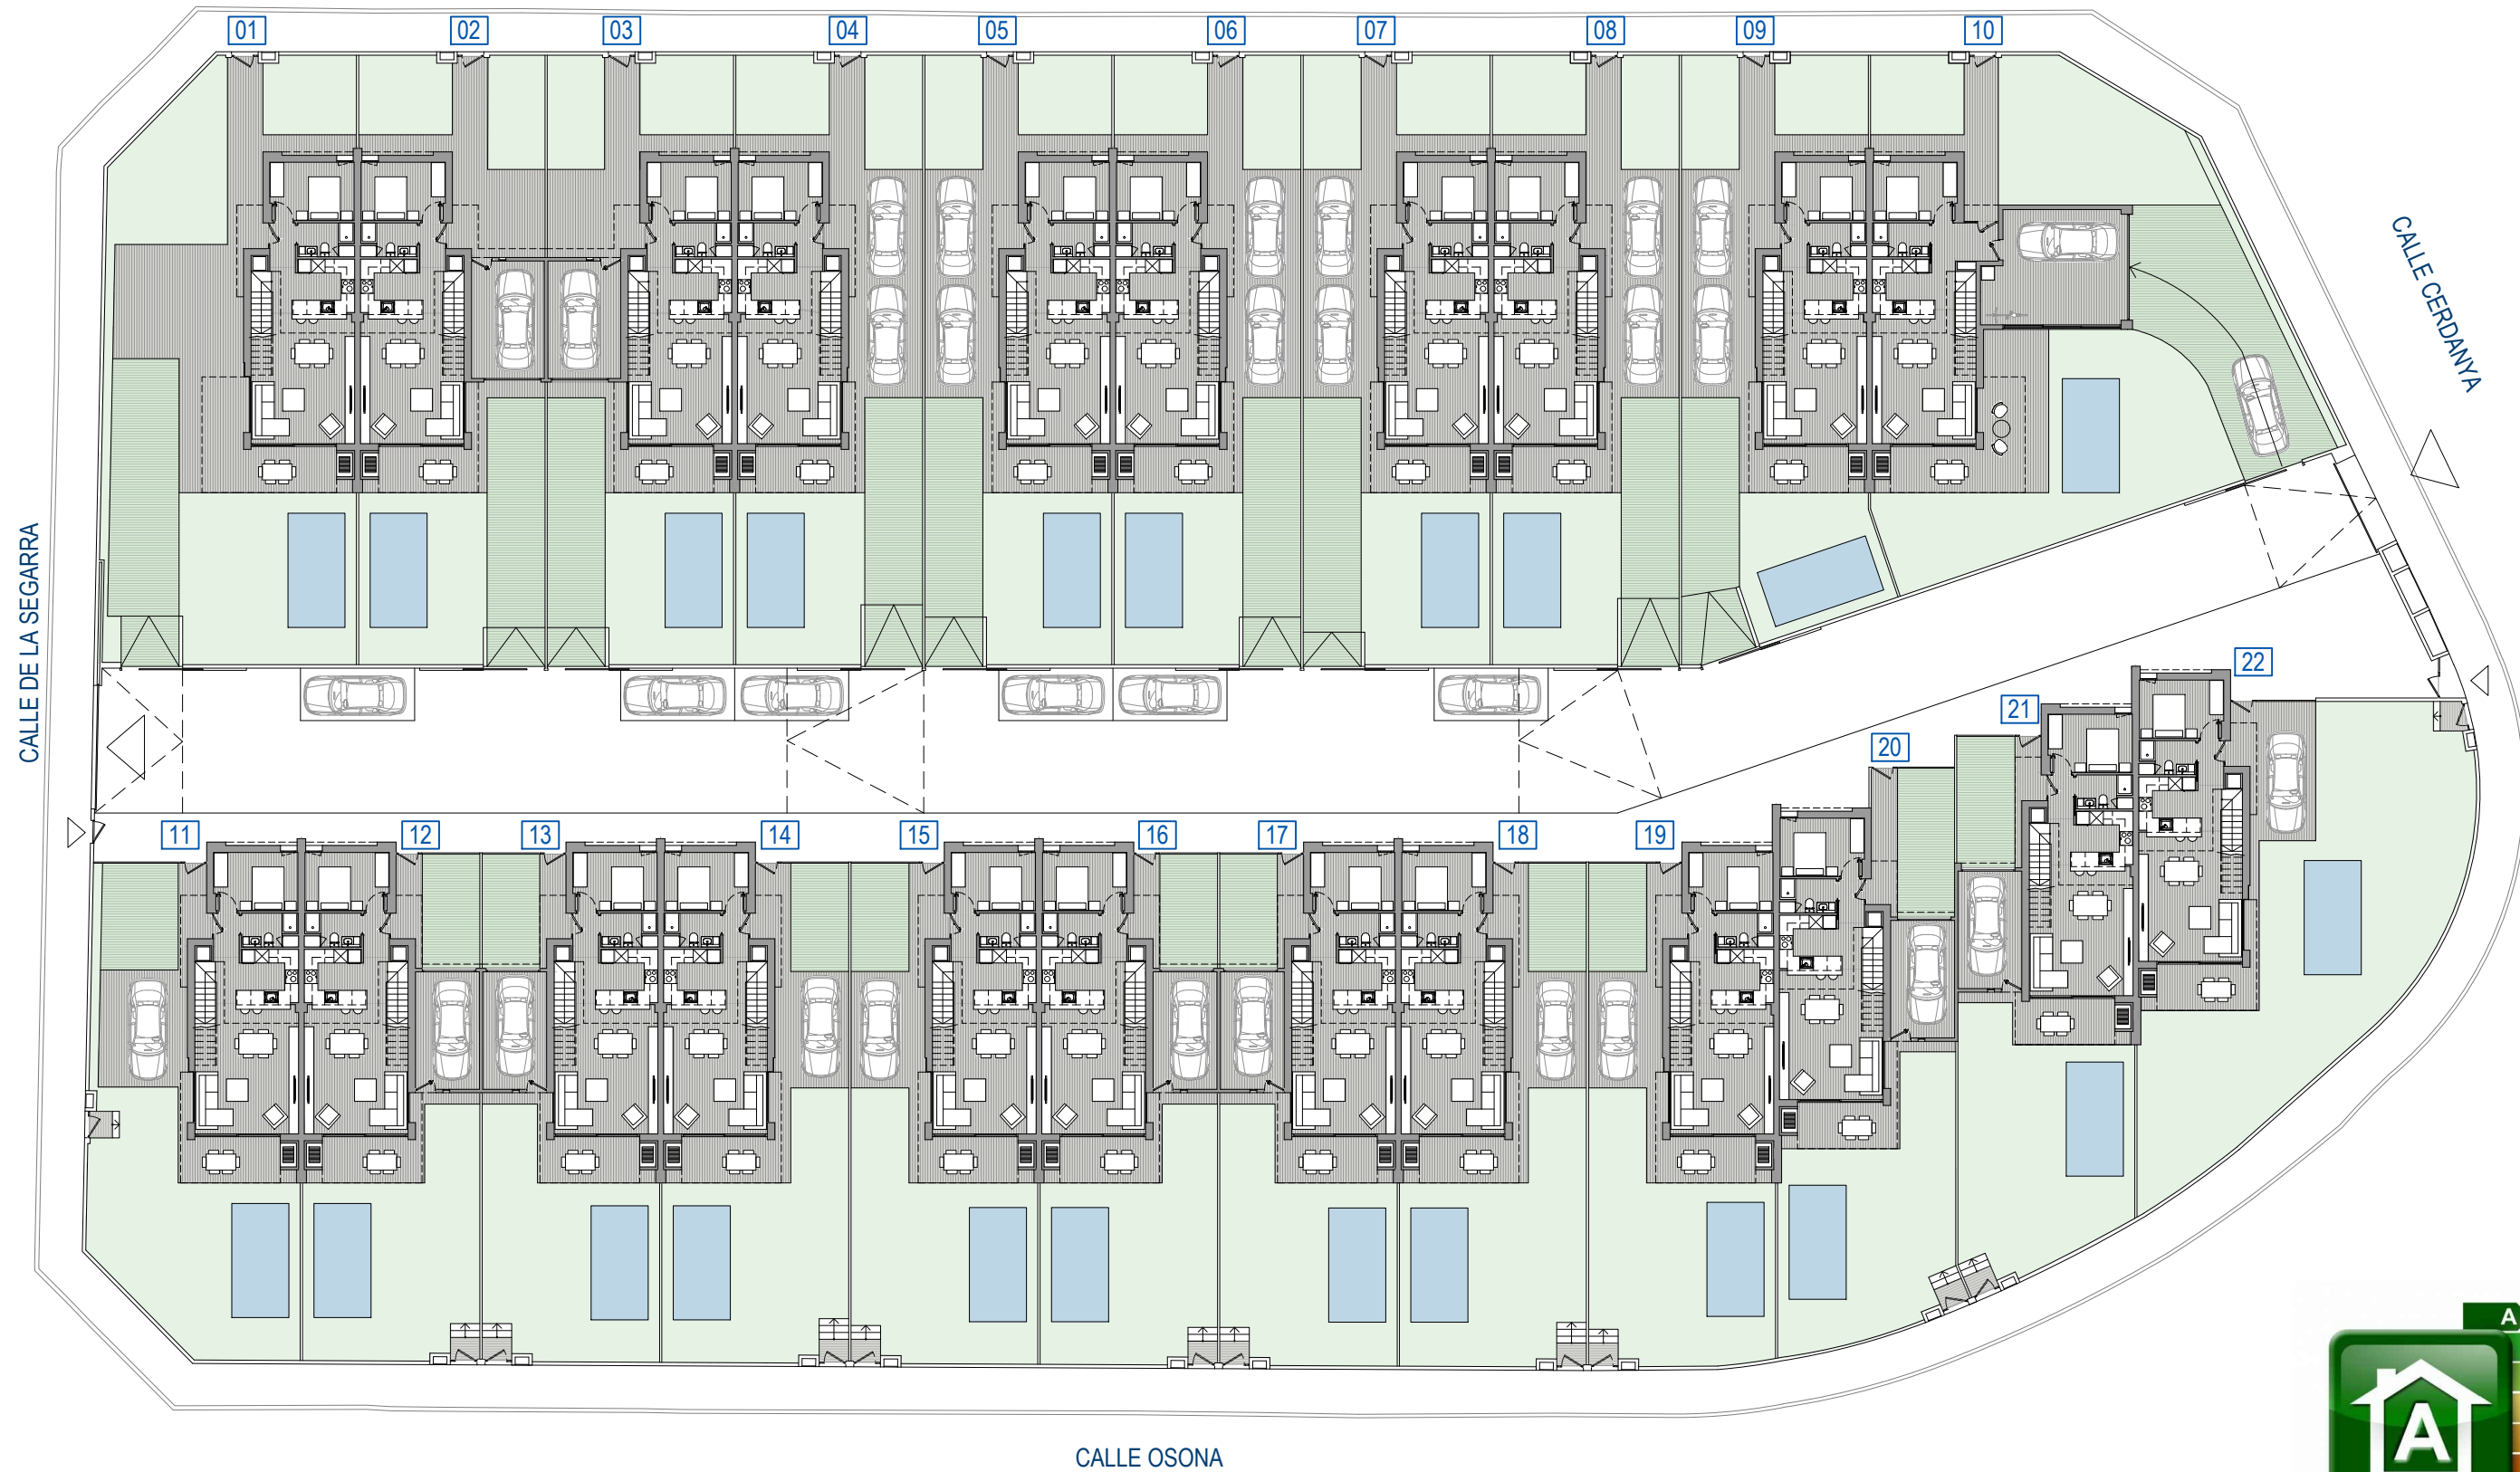 01 02 03 04 05 06 07 08 09 10
CALLE CERDANYA
CALLE DE LA SEGARRA
22
21
20
11 12 13 14 15 16 17 18 19
A
A
CALLE OSONA